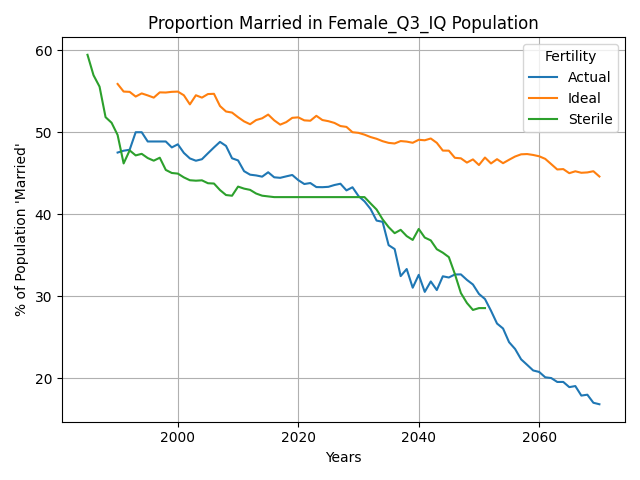 Proportion Married in Female_Q3_IQ Population
% of Population 'Married'
60
50
40
30
20
2000
2020
2040
2060
Years
Fertility
Actual
Ideal
Sterile